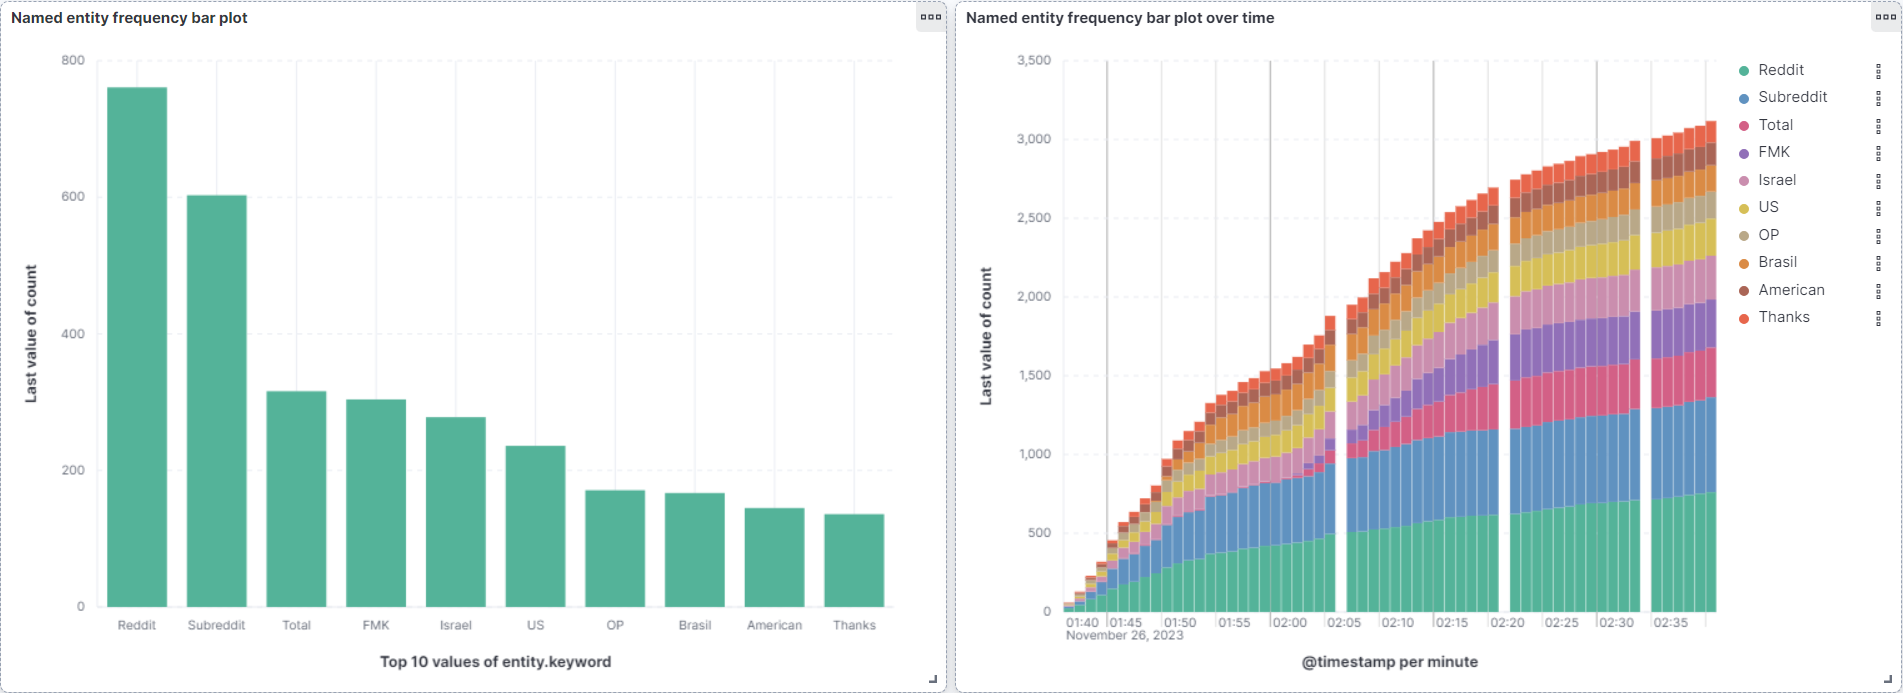 Named entity frequency bar plot
800
600
400
200
0
Last value of count
Reddit Subreddit Total FMK Israel US OP Brasil American Thanks
Top 10 values of entity.keyword
Named entity frequency bar plot over time
3,500
3,000
2,500
2,000
1,500
1,000
500
0
Last value of count
01:40 01:45 01:50 01:55 02:00 02:05 02:10 02:15 02:20 02:25 02:30 02:35
November 26, 2023
@timestamp per minute
Reddit
Subreddit
Total
FMK
Israel
US
OP
Brasil
American
Thanks